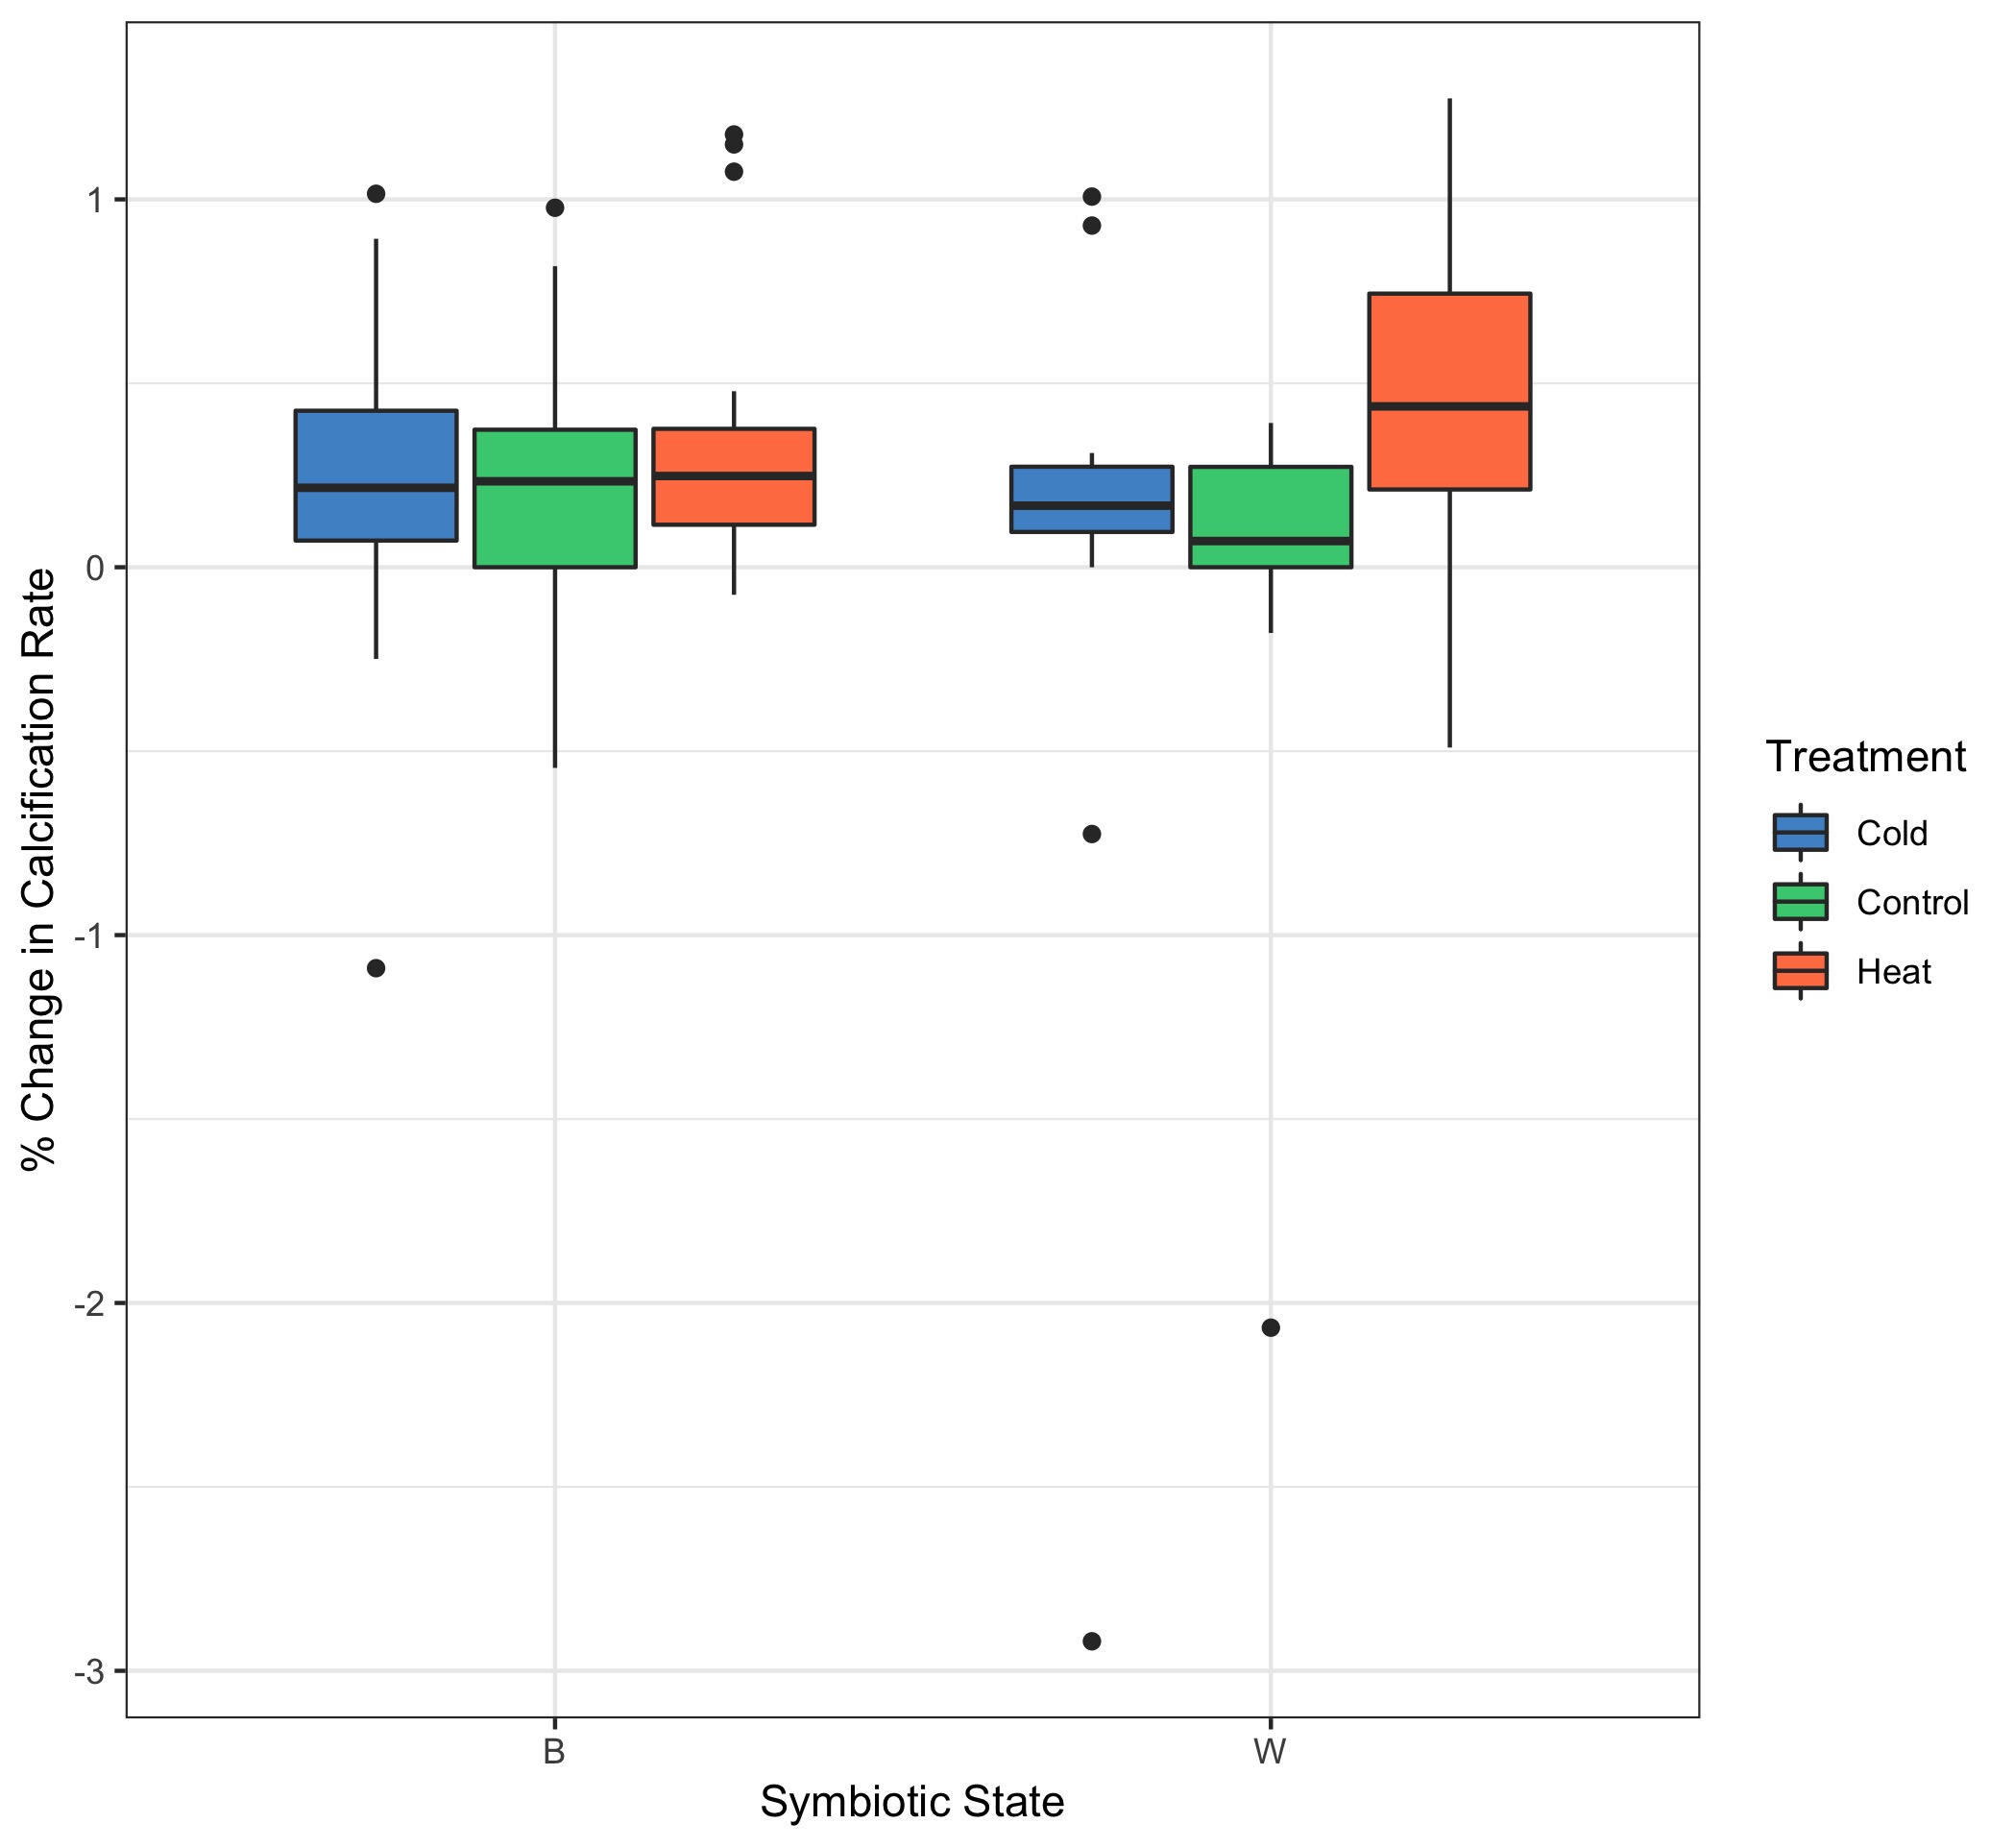 % Change in Calcification Rate
1
0
-1
-2
-3
B
W
Symbiotic State
Treatment
Cold
Control
Heat